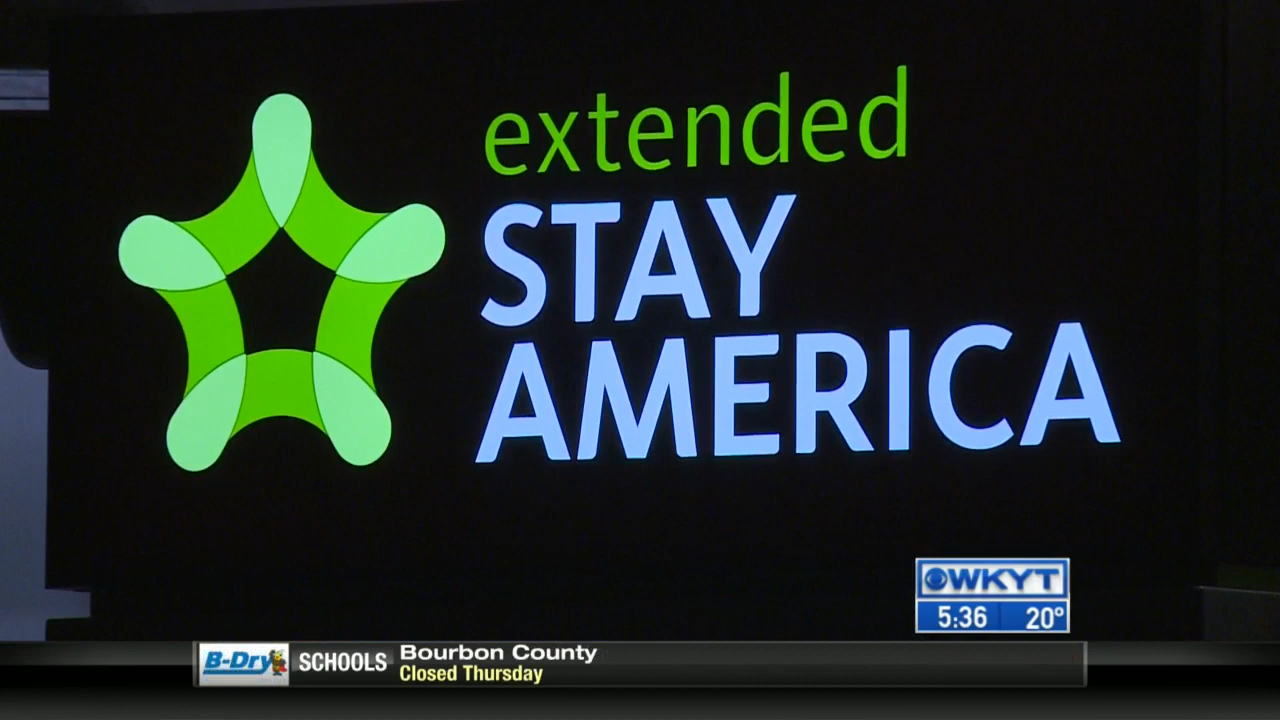 extended
STAY
AMERICA
WKYT
5:36 20°
B-Dry SCHOOLS Bourbon County
Closed Thursday